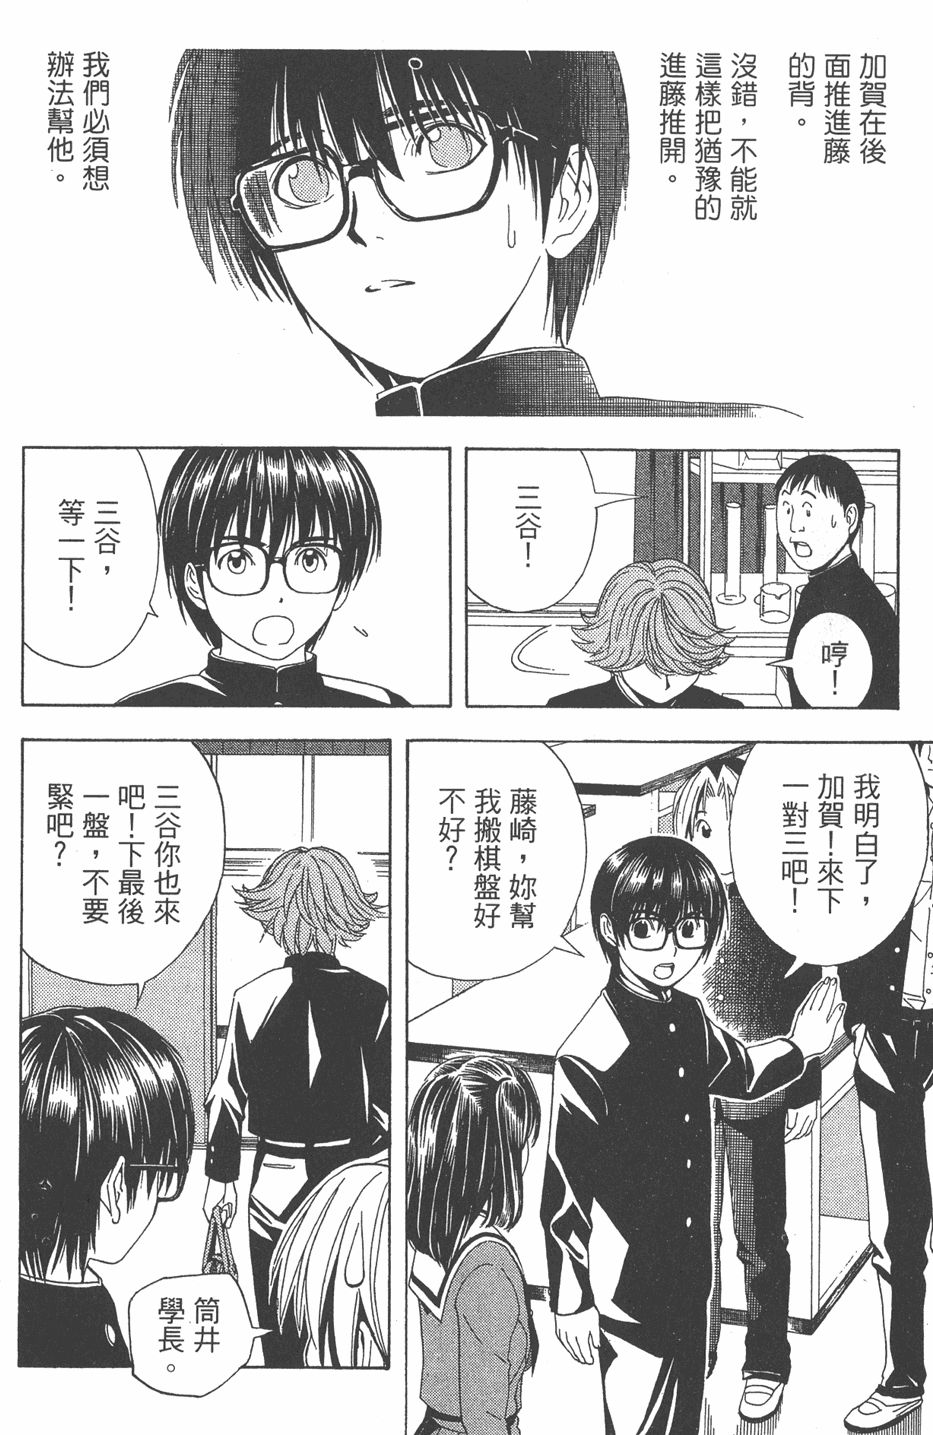 加賀在後
面推進藤
的背。
沒錯，不能就
這樣把猶豫的
進藤推開。
我們必須想
辦法幫他。
三谷！
哼！
三谷，
等一下！
我明白了，
加賀！來下
一對三吧！
藤崎，妳幫
我搬棋盤好
不好？
三谷你也來
吧！下最後
一盤，不要
緊吧？
筒井
學長。